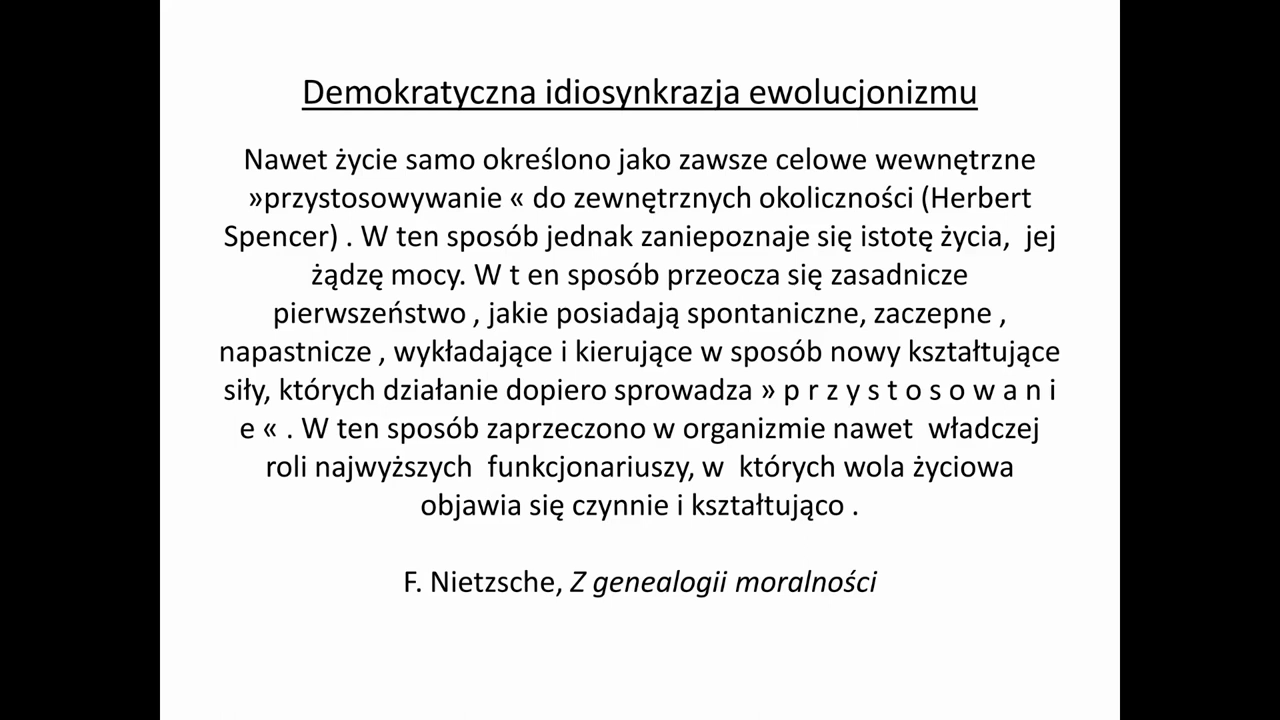 Demokratyczna idiosynkrazja ewolucjonizmu
Nawet życie samo określono jako zawsze celowe wewnętrzne
»przystosowywanie « do zewnętrznych okoliczności (Herbert
Spencer) . W ten sposób jednak zaniepoznaje się istotę życia,  jej
żądzę mocy. W t en sposób przeocza się zasadnicze
pierwszeństwo , jakie posiadają spontaniczne, zaczepne ,
napastnicze , wykładające i kierujące w sposób nowy kształtujące
siły, których działanie dopiero sprowadza » p r z y s t o s o w a n i
e « . W ten sposób zaprzeczono w organizmie nawet  władczej
roli najwyższych  funkcjonariuszy, w  których wola życiowa
objawia się czynnie i kształtująco .
F. Nietzsche, Z genealogii moralności